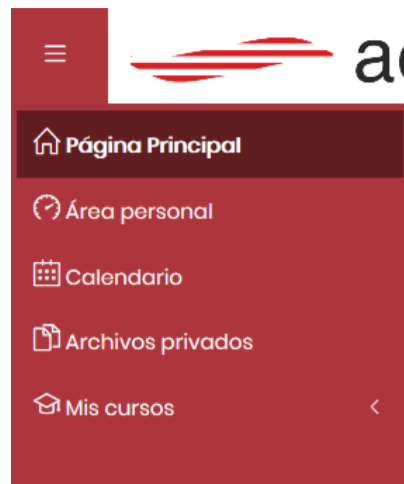 Página Principal
Área personal
Calendario
Archivos privados
Mis cursos